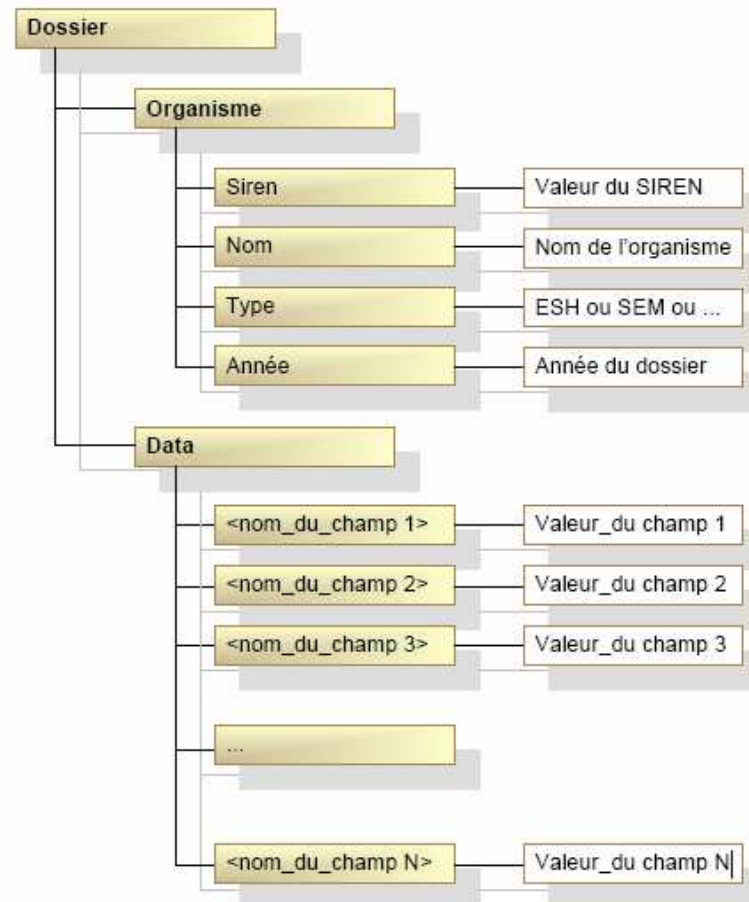 Dossier
Organisme
Siren Valeur du SIREN
Nom Nom de l'organisme
Type ESH ou SEM ou ...
Année Année du dossier
Data
<nom_du_champ 1> Valeur_du champ 1
<nom_du_champ 2> Valeur_du champ 2
<nom_du_champ 3> Valeur_du champ 3
...
<nom_du_champ N> Valeur_du champ N